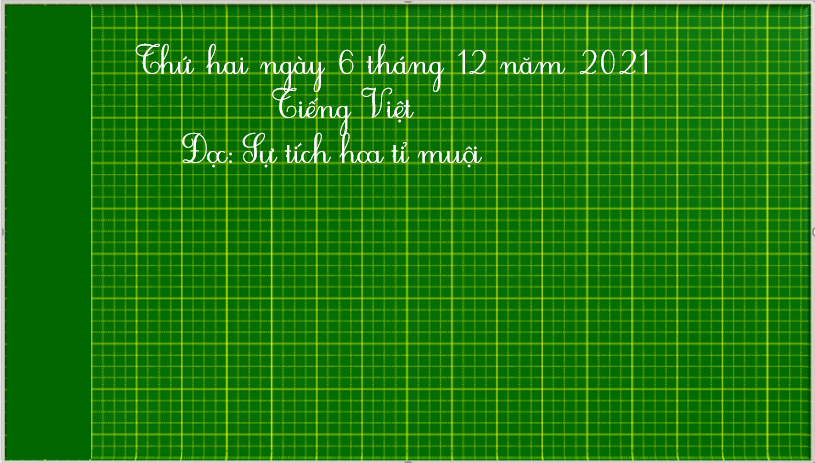 Thứ hai ngày 6 tháng 12 năm 2021
Tiếng Việt
Đọc: Sự tích hoa tỉ muội